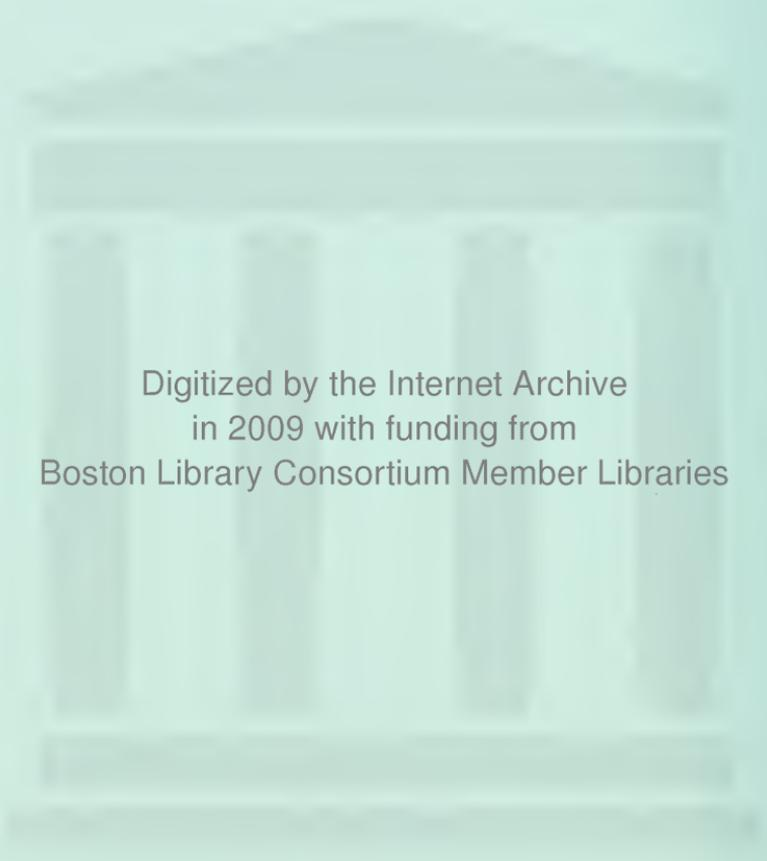 Digitized by the Internet Archive
in 2009 with funding from
Boston Library Consortium Member Libraries